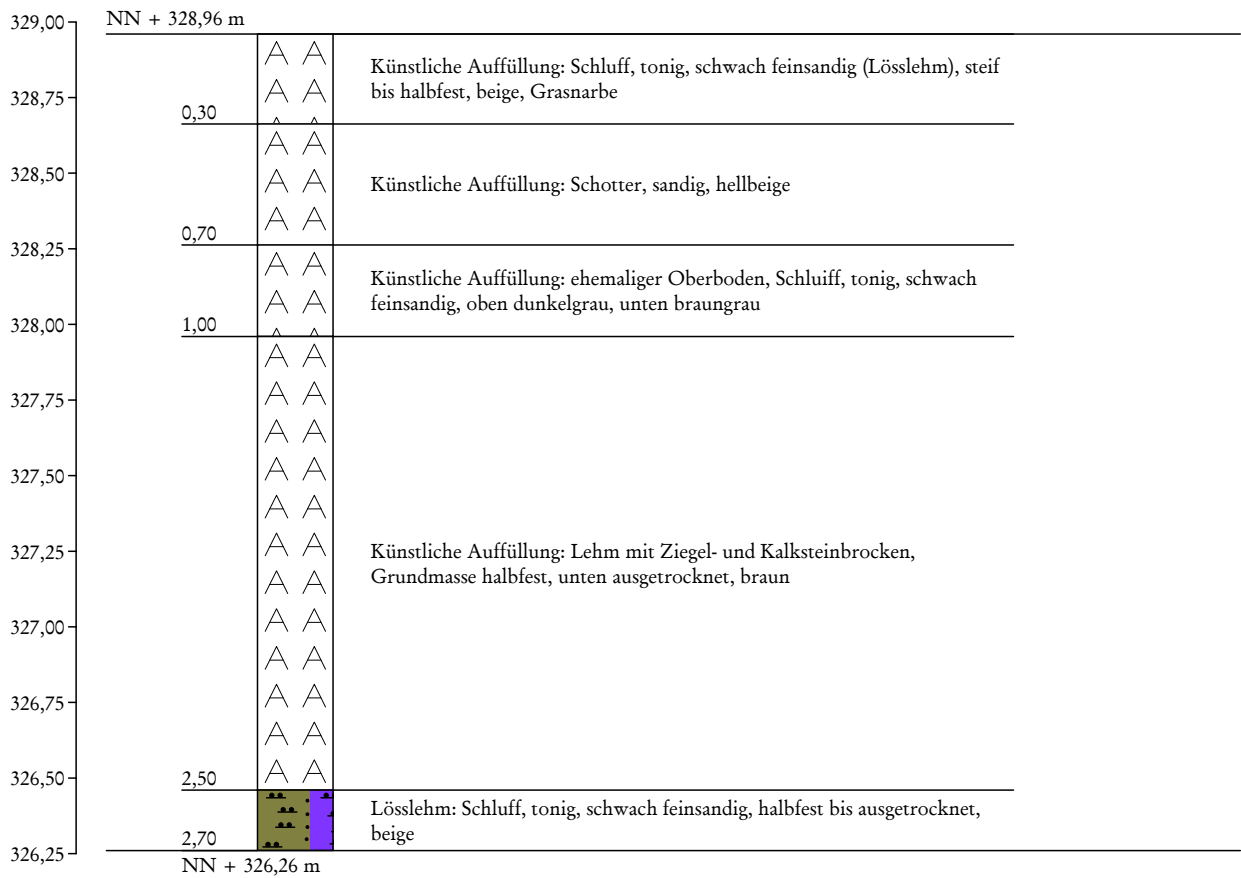 329,00
NN + 328,96 m
Künstliche Auffüllung: Schluff, tonig, schwach feinsandig (Lösslehm), steif
bis halbfest, beige, Grasnarbe
328,75
0,30
328,50
Künstliche Auffüllung: Schotter, sandig, hellbeige
0,70
328,25
Künstliche Auffüllung: ehemaliger Oberboden, Schluiff, tonig, schwach
feinsandig, oben dunkelgrau, unten braungrau
328,00
1,00
327,75
327,50
327,25
Künstliche Auffüllung: Lehm mit Ziegel- und Kalksteinbrocken,
Grundmasse halbfest, unten ausgetrocknet, braun
327,00
326,75
326,50
2,50
Lösslehm: Schluff, tonig, schwach feinsandig, halbfest bis ausgetrocknet,
beige
2,70
326,25
NN + 326,26 m